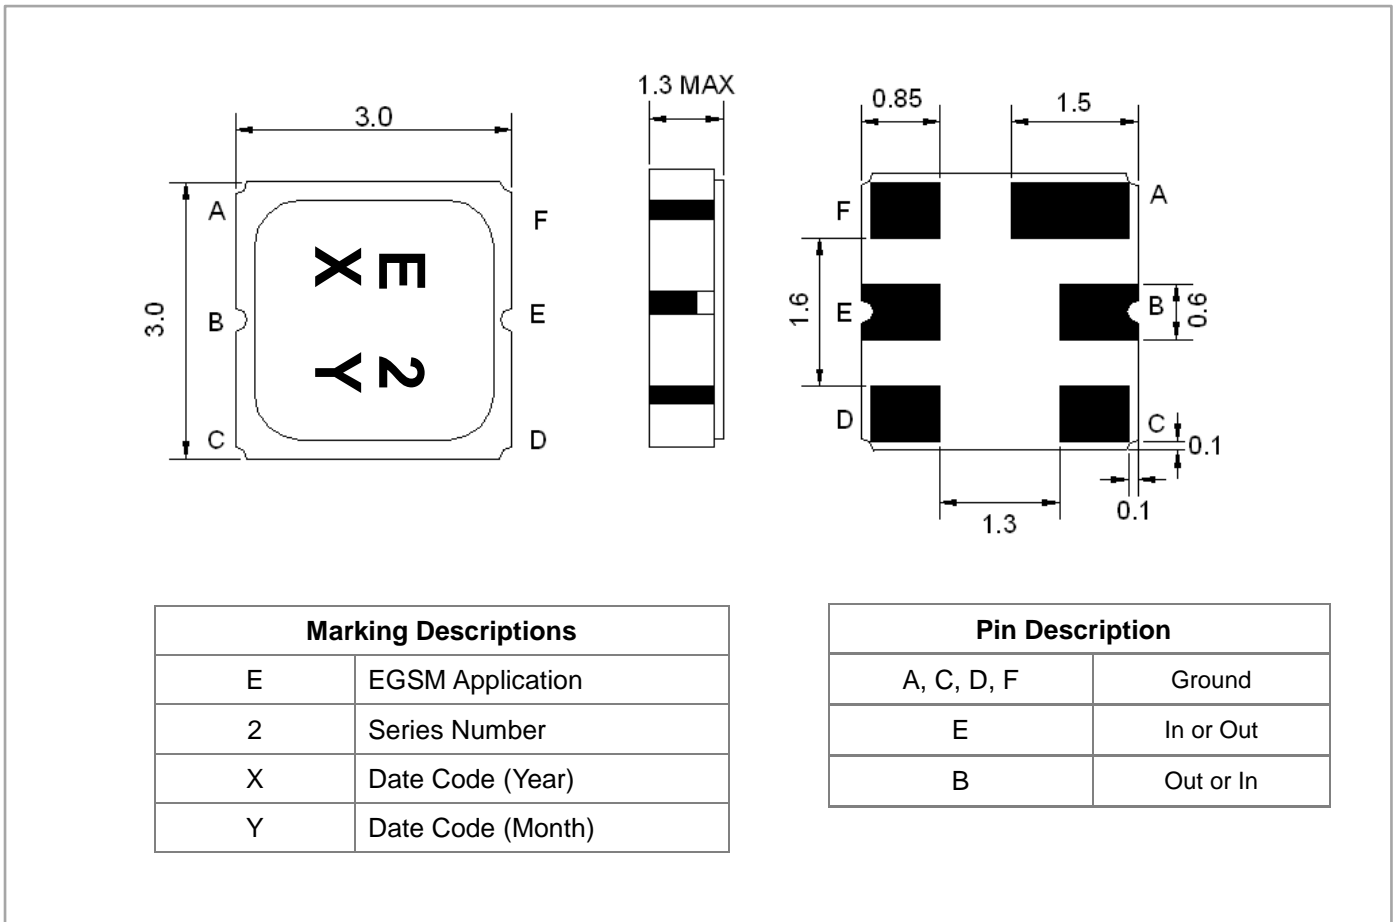 1.3 MAX
3.0
0.85
1.5
A
F
F
A
E
2
X
Y
3.0
B
E
1.6
E
B
0.6
C
D
D
C
0.1
0.1
1.3
Marking Descriptions
E EGSM Application
2 Series Number
X Date Code (Year)
Y Date Code (Month)
Pin Description
A, C, D, F Ground
E In or Out
B Out or In